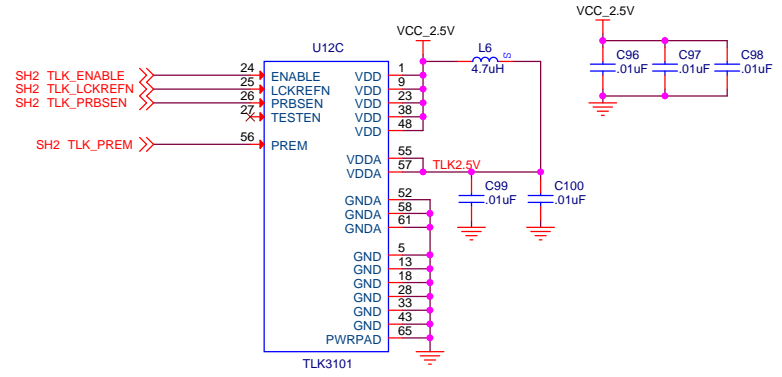 VCC_2.5V
VCC_2.5V
U12C
L6
S
4.7uH
C96
.01uF
C97
.01uF
C98
.01uF
SH2 TLK_ENABLE
24
ENABLE
VDD
1
SH2 TLK_LCKREFN
25
LCKREFN
VDD
9
SH2 TLK_PRBSEN
26
PRBSEN
VDD
23
27
TESTEN
VDD
38
VDD
48
SH2 TLK_PREM
56
PREM
VDDA
55
VDDA
57
TLK2.5V
C99
.01uF
C100
.01uF
GNDA
52
GNDA
58
GNDA
61
GND
5
GND
13
GND
18
GND
28
GND
33
GND
43
PWRPAD
65
TLK3101